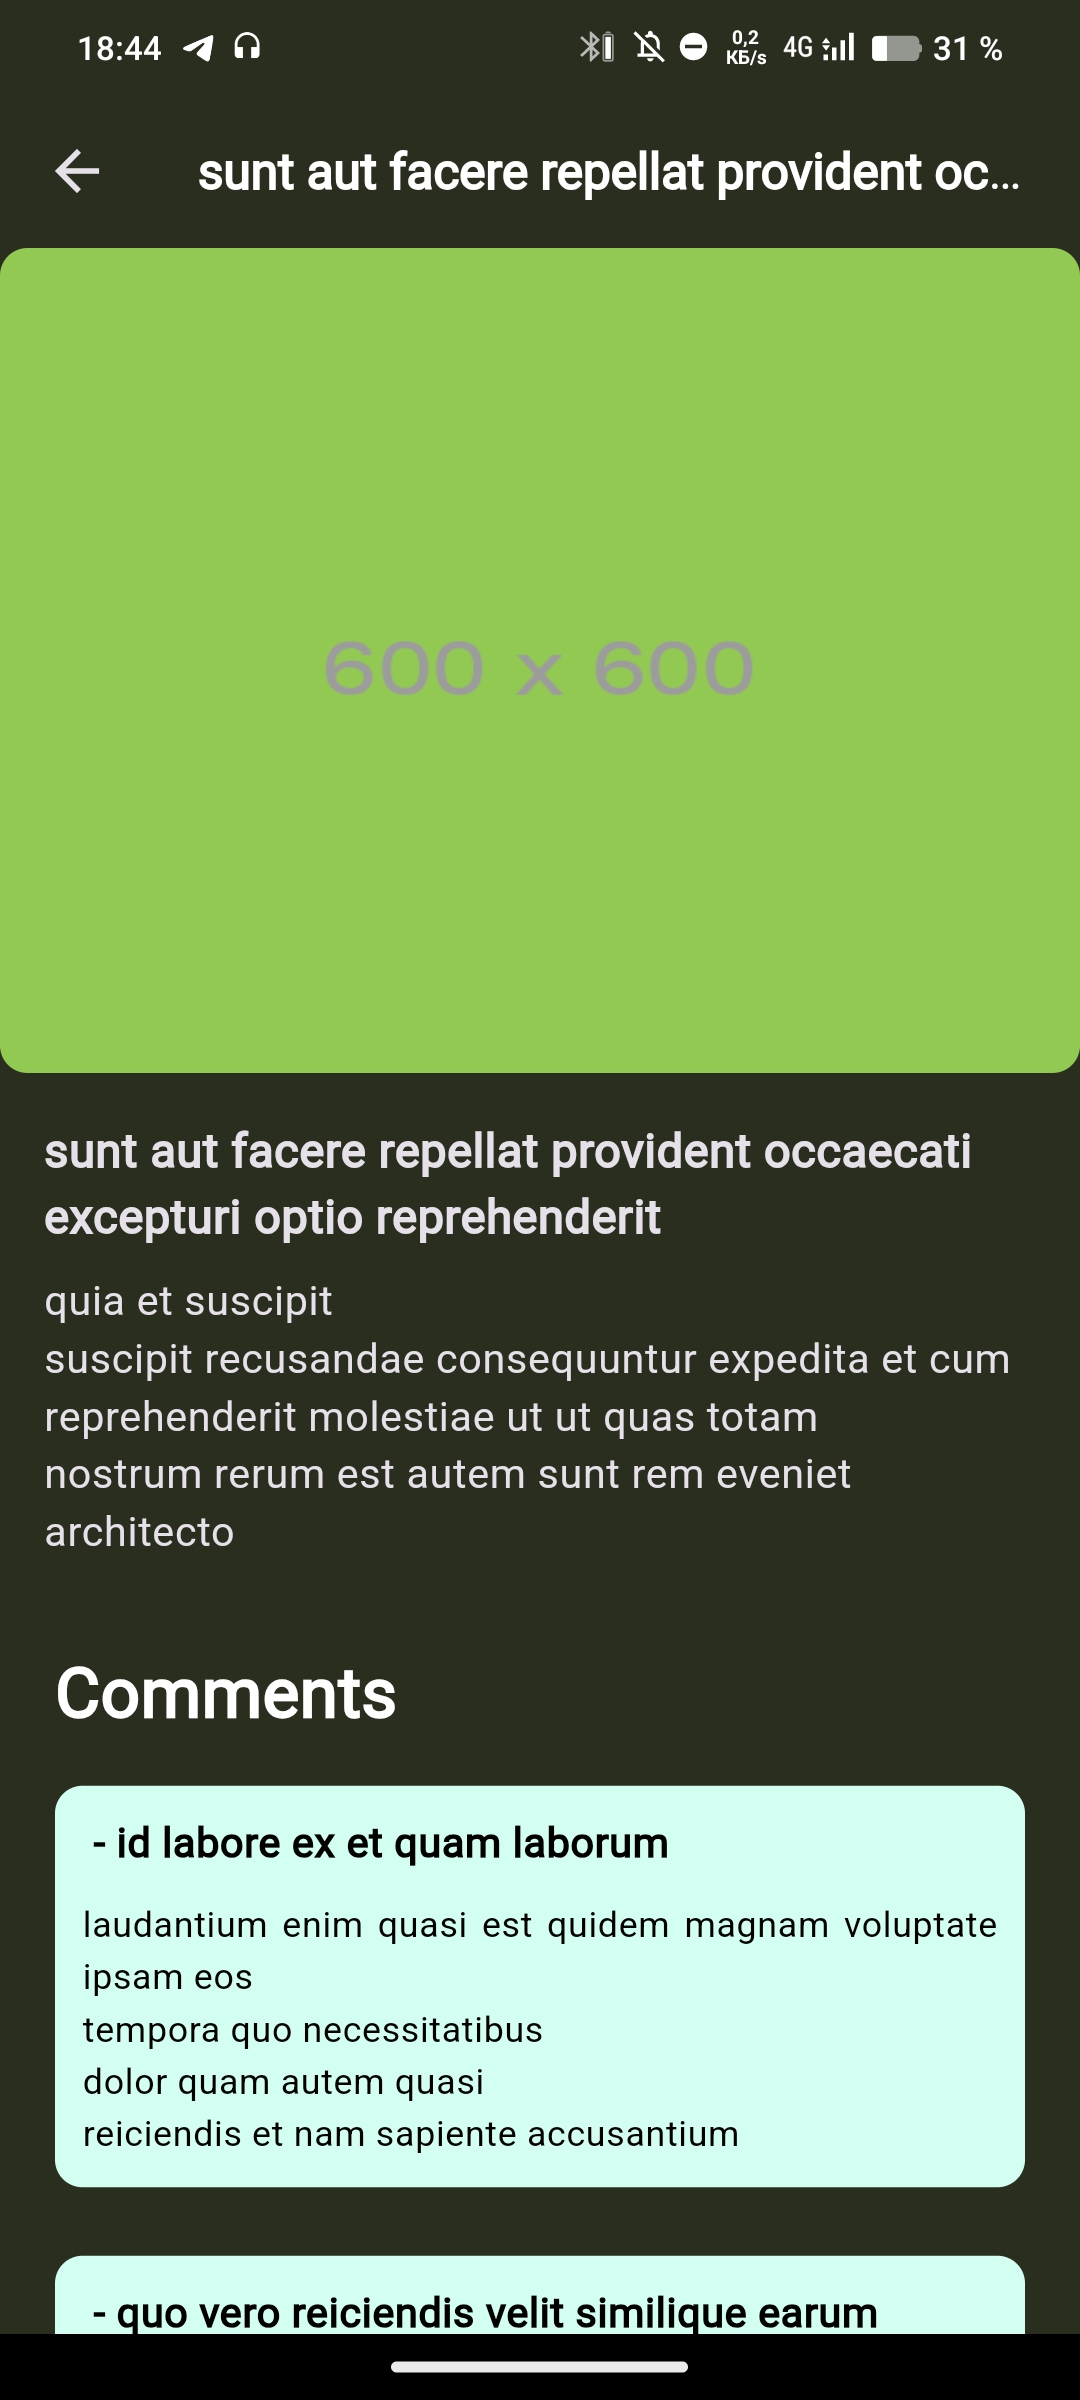 18:44
0,2
КБ/s
4G
31 %
sunt aut facere repellat provident oc...
600 x 600
sunt aut facere repellat provident occaecati
excepturi optio reprehenderit
quia et suscipit
suscipit recusandae consequuntur expedita et cum
reprehenderit molestiae ut ut quas totam
nostrum rerum est autem sunt rem eveniet
architecto
Comments
- id labore ex et quam laborum
laudantium enim quasi est quidem magnam voluptate
ipsam eos
tempora quo necessitatibus
dolor quam autem quasi
reiciendis et nam sapiente accusantium
- quo vero reiciendis velit similique earum